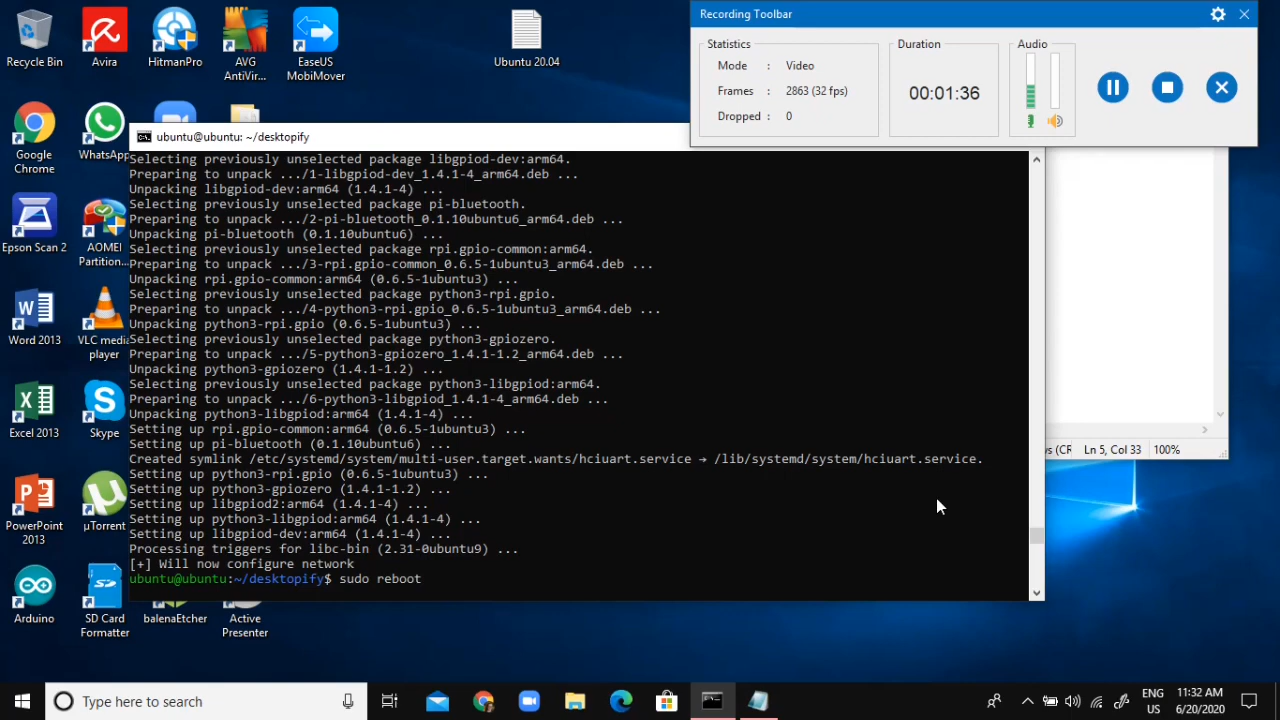 Recycle Bin
Avira
HitmanPro
AVG
AntiVir...
EaseUS
MobiMover
Ubuntu 20.04
Google
Chrome
WhatsApp
Epson Scan 2
AOMEI
Partition...
Word 2013
VLC media
player
Excel 2013
Skype
PowerPoint
2013
µTorrent
Arduino
SD Card
Formatter
balenaEtcher
Active
Presenter
Recording Toolbar
Statistics
Mode : Video
Frames : 2863 (32 fps)
Dropped : 0
Duration
00:01:36
Audio
ubuntu@ubuntu: ~/desktopify
Selecting previously unselected package libgpiod-dev:arm64.
Preparing to unpack .../1-libgpiod-dev_1.4.1-4_arm64.deb ...
Unpacking libgpiod-dev:arm64 (1.4.1-4) ...
Selecting previously unselected package pi-bluetooth.
Preparing to unpack .../2-pi-bluetooth_0.1.10ubuntu6_arm64.deb ...
Unpacking pi-bluetooth (0.1.10ubuntu6) ...
Selecting previously unselected package rpi.gpio-common:arm64.
Preparing to unpack .../3-rpi.gpio-common_0.6.5-1ubuntu3_arm64.deb ...
Unpacking rpi.gpio-common:arm64 (0.6.5-1ubuntu3) ...
Selecting previously unselected package python3-rpi.gpio.
Preparing to unpack .../4-python3-rpi.gpio_0.6.5-1ubuntu3_arm64.deb ...
Unpacking python3-rpi.gpio (0.6.5-1ubuntu3) ...
Selecting previously unselected package python3-gpiozero.
Preparing to unpack .../5-python3-gpiozero_1.4.1-1.2_arm64.deb ...
Unpacking python3-gpiozero (1.4.1-1.2) ...
Selecting previously unselected package python3-libgpiod:arm64.
Preparing to unpack .../6-python3-libgpiod_1.4.1-4_arm64.deb ...
Unpacking python3-libgpiod:arm64 (1.4.1-4) ...
Setting up rpi.gpio-common:arm64 (0.6.5-1ubuntu3) ...
Setting up pi-bluetooth (0.1.10ubuntu6) ...
Created symlink /etc/systemd/system/multi-user.target.wants/hciuart.service → /lib/systemd/system/hciuart.service.
Setting up python3-rpi.gpio (0.6.5-1ubuntu3) ...
Setting up python3-gpiozero (1.4.1-1.2) ...
Setting up libgpiod2:arm64 (1.4.1-4) ...
Setting up python3-libgpiod:arm64 (1.4.1-4) ...
Setting up libgpiod-dev:arm64 (1.4.1-4) ...
Processing triggers for libc-bin (2.31-0ubuntu9) ...
[+] Will now configure network
ubuntu@ubuntu:~/desktopify$ sudo reboot
s (CR Ln 5, Col 33 100%
Type here to search
ENG
US
11:32 AM
6/20/2020